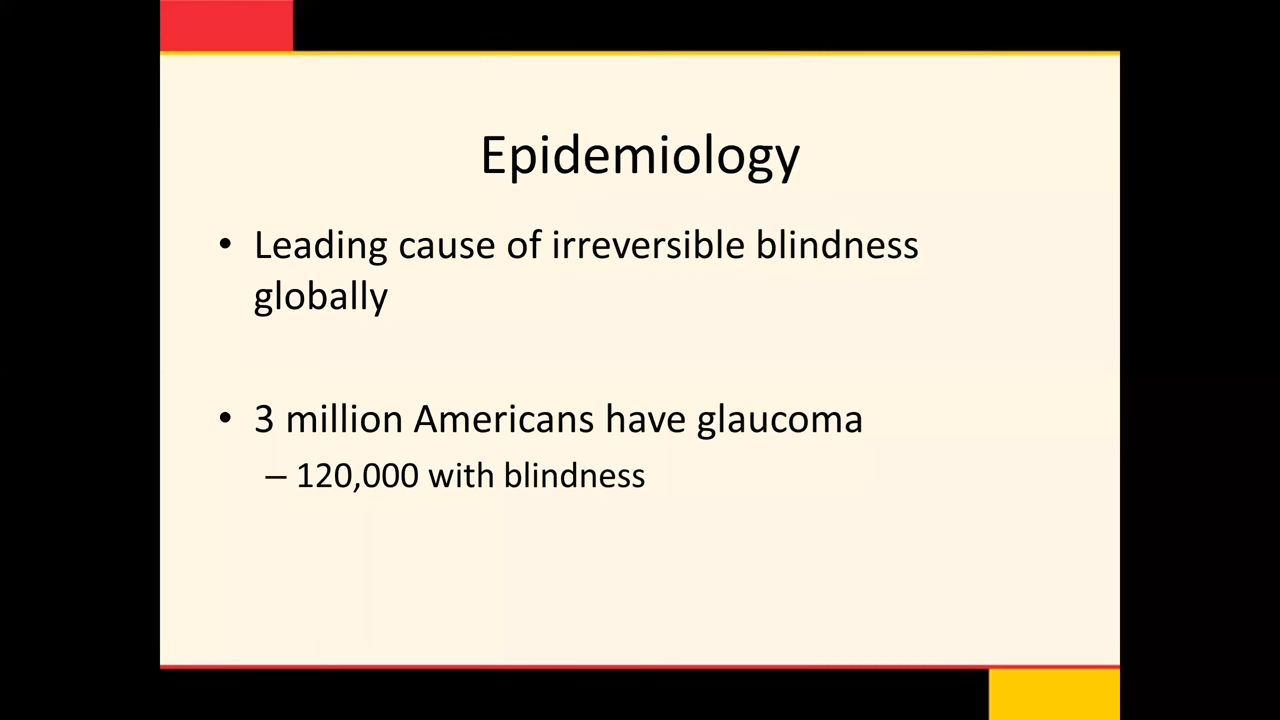 Epidemiology
• Leading cause of irreversible blindness
globally
• 3 million Americans have glaucoma
– 120,000 with blindness